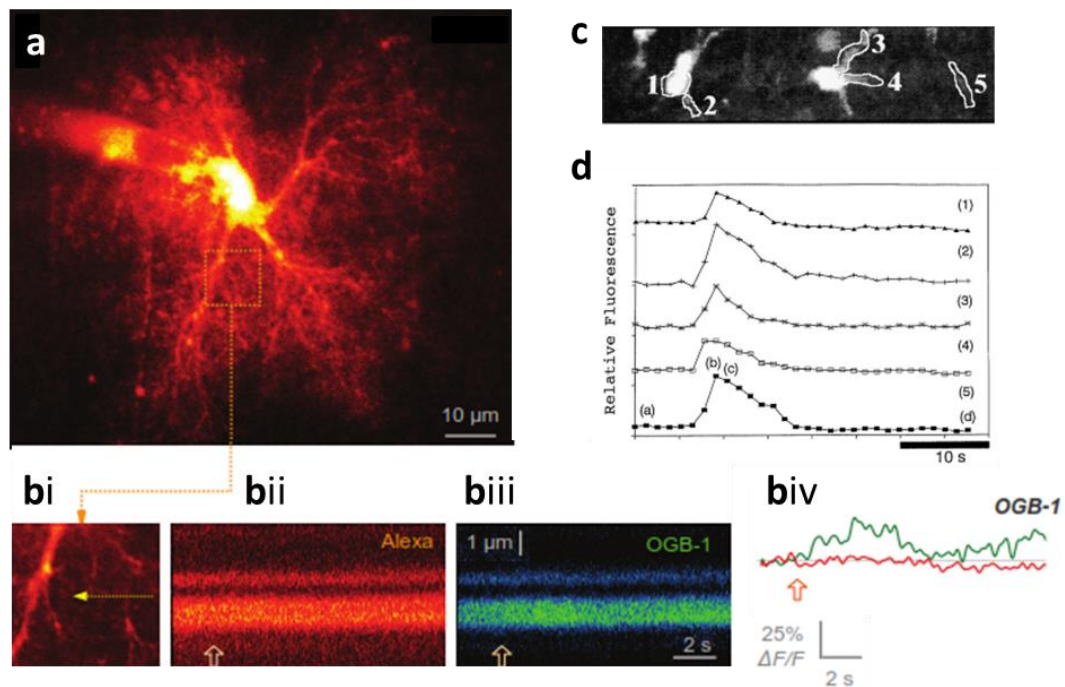 a
10 µm
bi
bii
Alexa
biii
1 µm
OGB-1
2 s
biv
OGB-1
25%
ΔF/F
2 s
c
1
2
3
4
5
d
Relative Fluorescence
(1)
(2)
(3)
(4)
(b) (c)
(5)
(a)
(d)
10 s